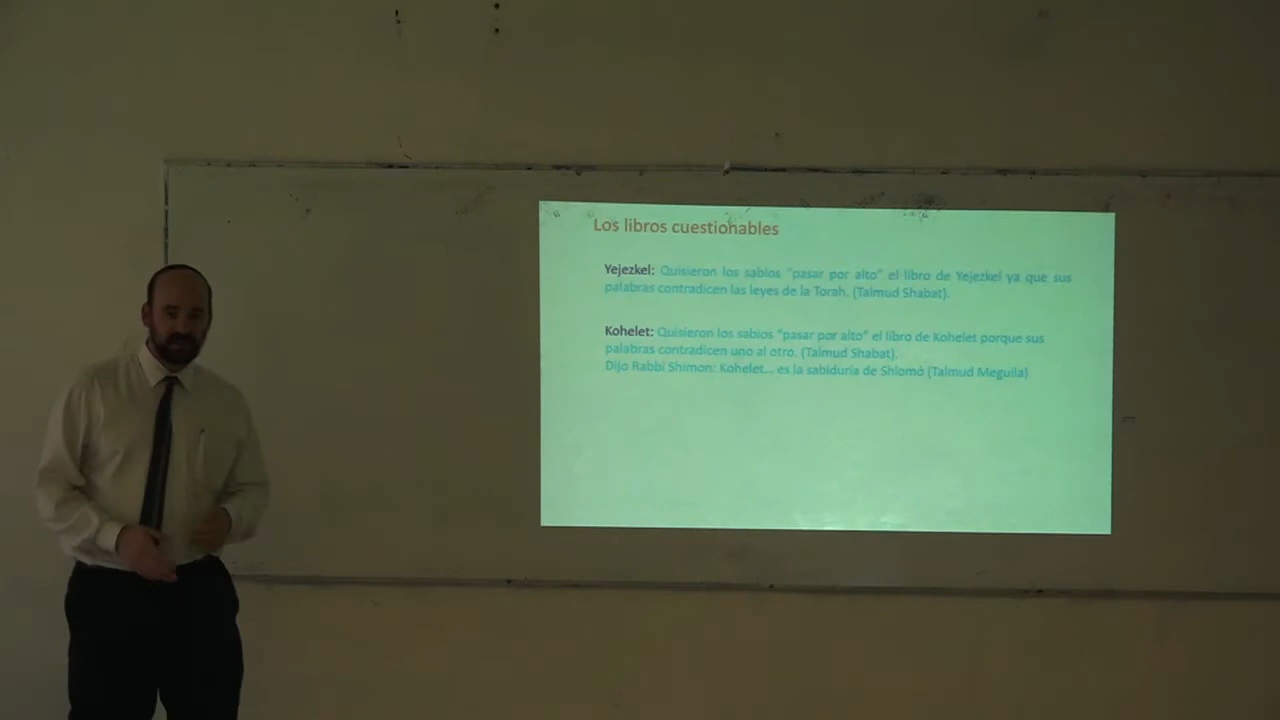 Los libros cuestionables
Yejezkel: Quisieron los sabios "pasar por alto" el libro de Yejezkel ya que sus
palabras contradicen las leyes de la Torah. (Talmud Shabat).
Kohelet: Quisieron los sabios "pasar por alto" el libro de Kohelet porque sus
palabras contradicen uno al otro. (Talmud Shabat).
Dijo Rabbi Shimon: Kohelet... es la sabiduría de Shlomó (Talmud Meguila)